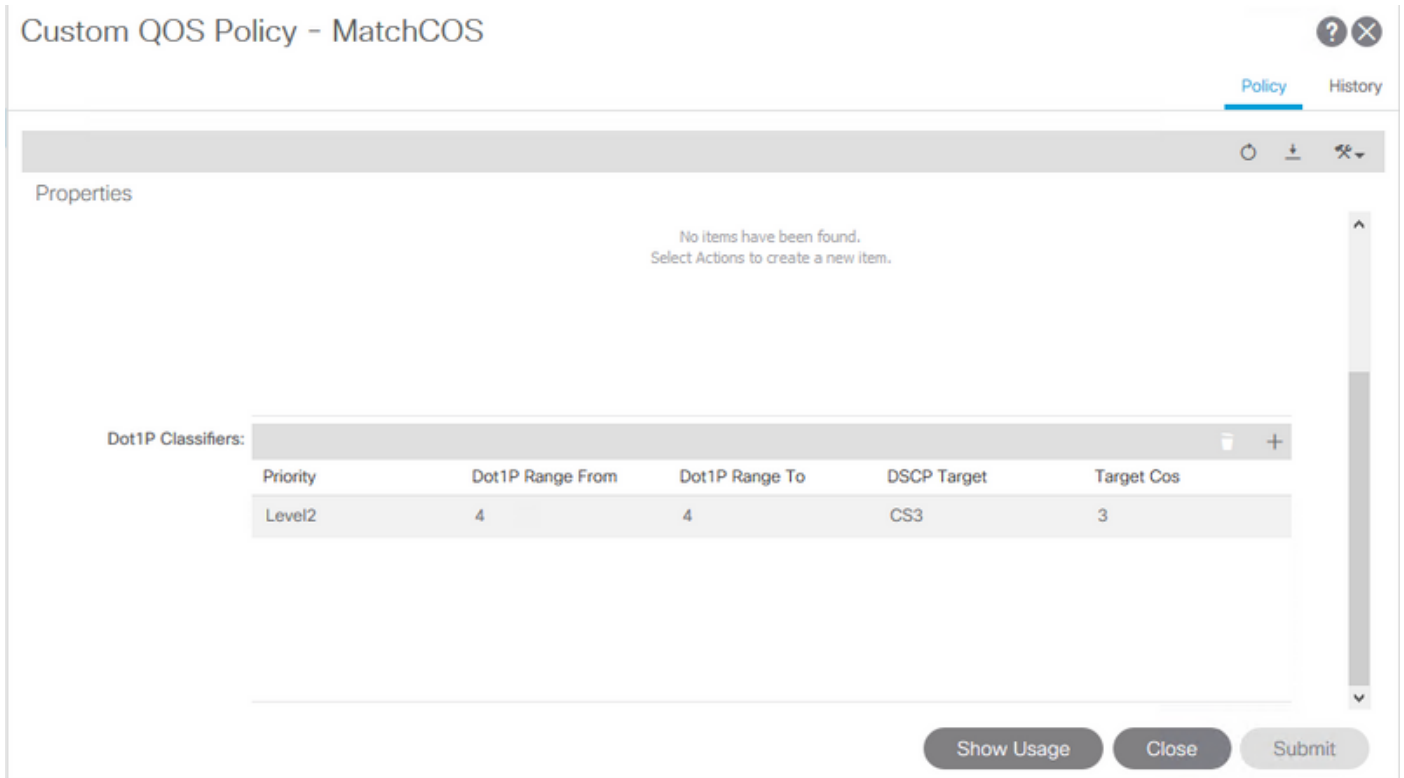 Custom QOS Policy - MatchCOS
Policy History
Properties
No items have been found.
Select Actions to create a new item.
Dot1P Classifiers:
Priority Dot1P Range From Dot1P Range To DSCP Target Target Cos
Level2 4 4 CS3 3
Show Usage Close Submit